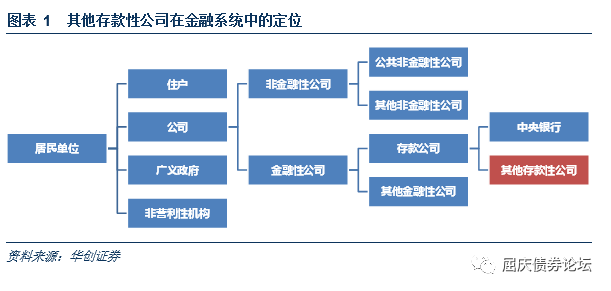 图表 1 其他存款性公司在金融系统中的定位
居民单位
住户
公司
广义政府
非营利性机构
非金融性公司
金融性公司
公共非金融性公司
其他非金融性公司
存款公司
其他金融性公司
中央银行
其他存款性公司
资料来源：华创证券
屈庆债券论坛